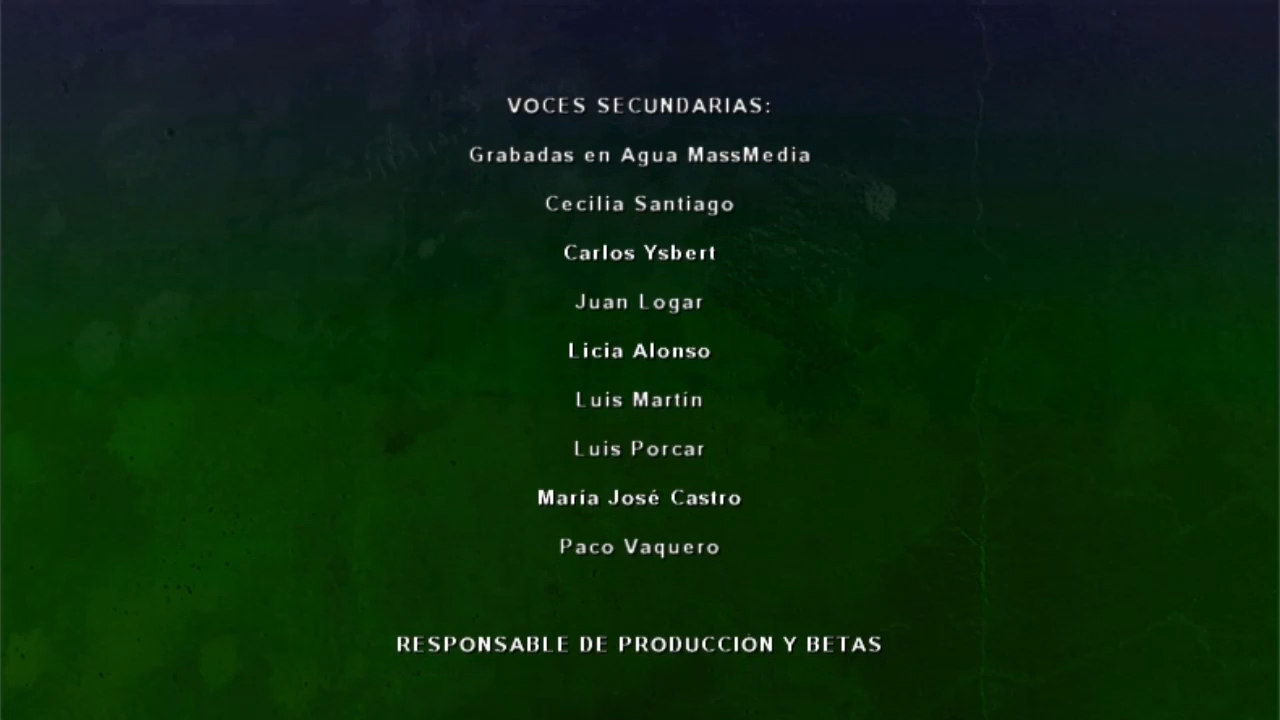 VOCES SECUNDARIAS:
Grabadas en Agua MassMedia
Cecilia Santiago
Carlos Ysbert
Juan Logar
Licia Alonso
Luis Martín
Luis Porcar
María José Castro
Paco Vaquero
RESPONSABLE DE PRODUCCIÓN Y BETAS